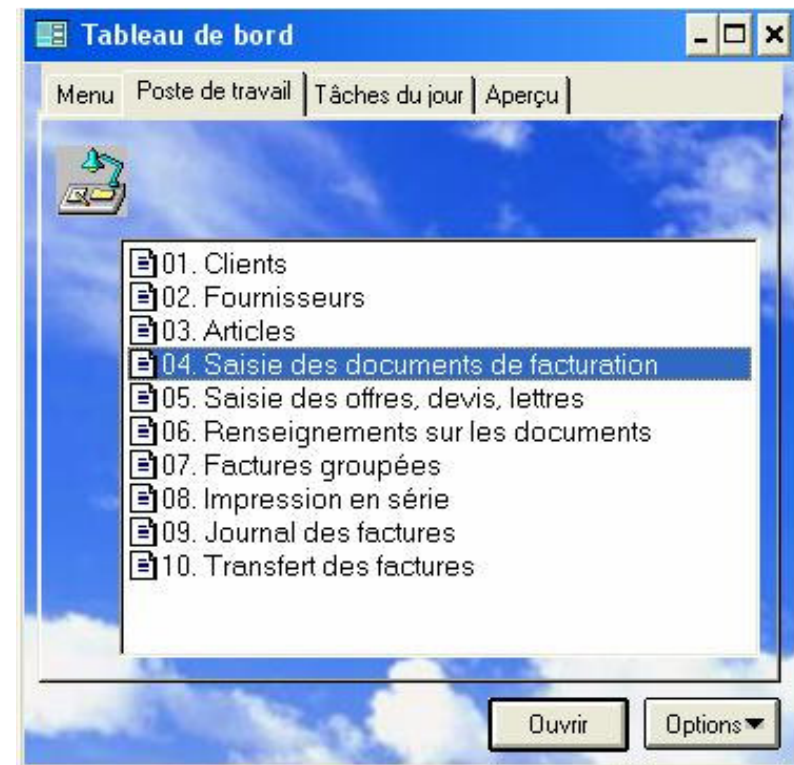 Tableau de bord
Menu Poste de travail Tâches du jour Aperçu
01. Clients
02. Fournisseurs
03. Articles
04. Saisie des documents de facturation
05. Saisie des offres, devis, lettres
06. Renseignements sur les documents
07. Factures groupées
08. Impression en série
09. Journal des factures
10. Transfert des factures
Ouvrir Options